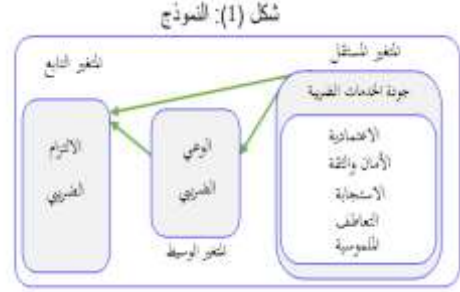 شكل (1): النموذج
المتغير المستقل
المتغير التابع
جودة الخدمات الضريبة
الاعتمادية
الأمان والثقة
الاستجابة
التعاطف
الملموسية
الوعي
الضريبي
المتغير الوسيط
الالتزام
الضريبي